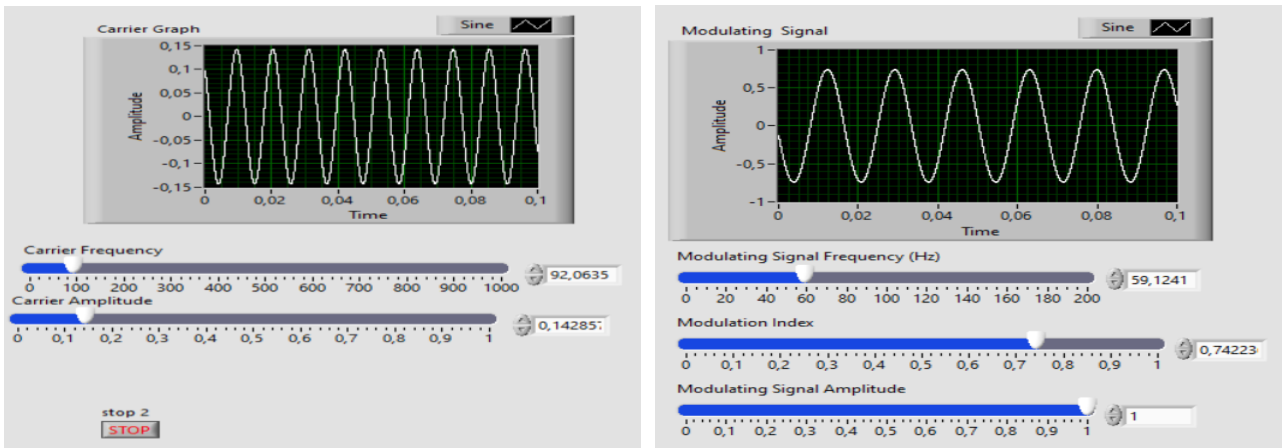 Carrier Graph
Sine
0,15
0,1
0,05
0
-0,05
-0,1
-0,15
Amplitude
0 0,02 0,04 0,06 0,08 0,1
Time
Carrier Frequency
0 100 200 300 400 500 600 700 800 900 1000
92,0635
Carrier Amplitude
0 0,1 0,2 0,3 0,4 0,5 0,6 0,7 0,8 0,9 1
0,142857
stop 2
STOP
Modulating Signal
Sine
1
0,5
0
-0,5
-1
Amplitude
0 0,02 0,04 0,06 0,08 0,1
Time
Modulating Signal Frequency (Hz)
0 20 40 60 80 100 120 140 160 180 200
59,1241
Modulation Index
0 0,1 0,2 0,3 0,4 0,5 0,6 0,7 0,8 0,9 1
0,74223
Modulating Signal Amplitude
0 0,1 0,2 0,3 0,4 0,5 0,6 0,7 0,8 0,9 1
1